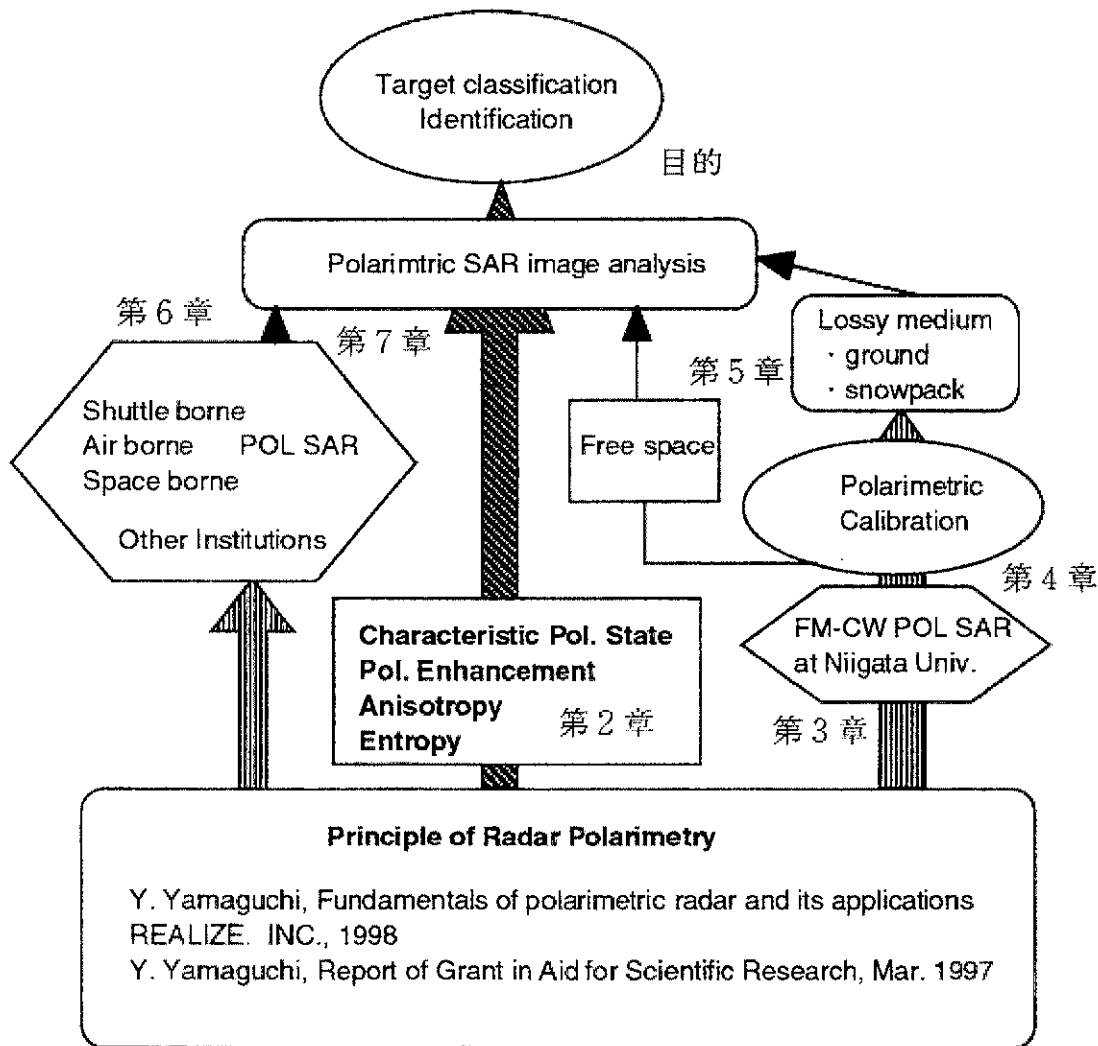 Target classification
Identification
目的
Polarimtric SAR image analysis
第6章
第7章
Lossy medium
・ground
・snowpack
第5章
Shuttle borne
Air borne POL SAR
Space borne
Other Institutions
Free space
Polarimetric
Calibration
第4章
FM-CW POL SAR
at Niigata Univ.
第3章
Characteristic Pol. State
Pol. Enhancement
Anisotropy
Entropy
第2章
Principle of Radar Polarimetry
Y. Yamaguchi, Fundamentals of polarimetric radar and its applications
REALIZE. INC., 1998
Y. Yamaguchi, Report of Grant in Aid for Scientific Research, Mar. 1997